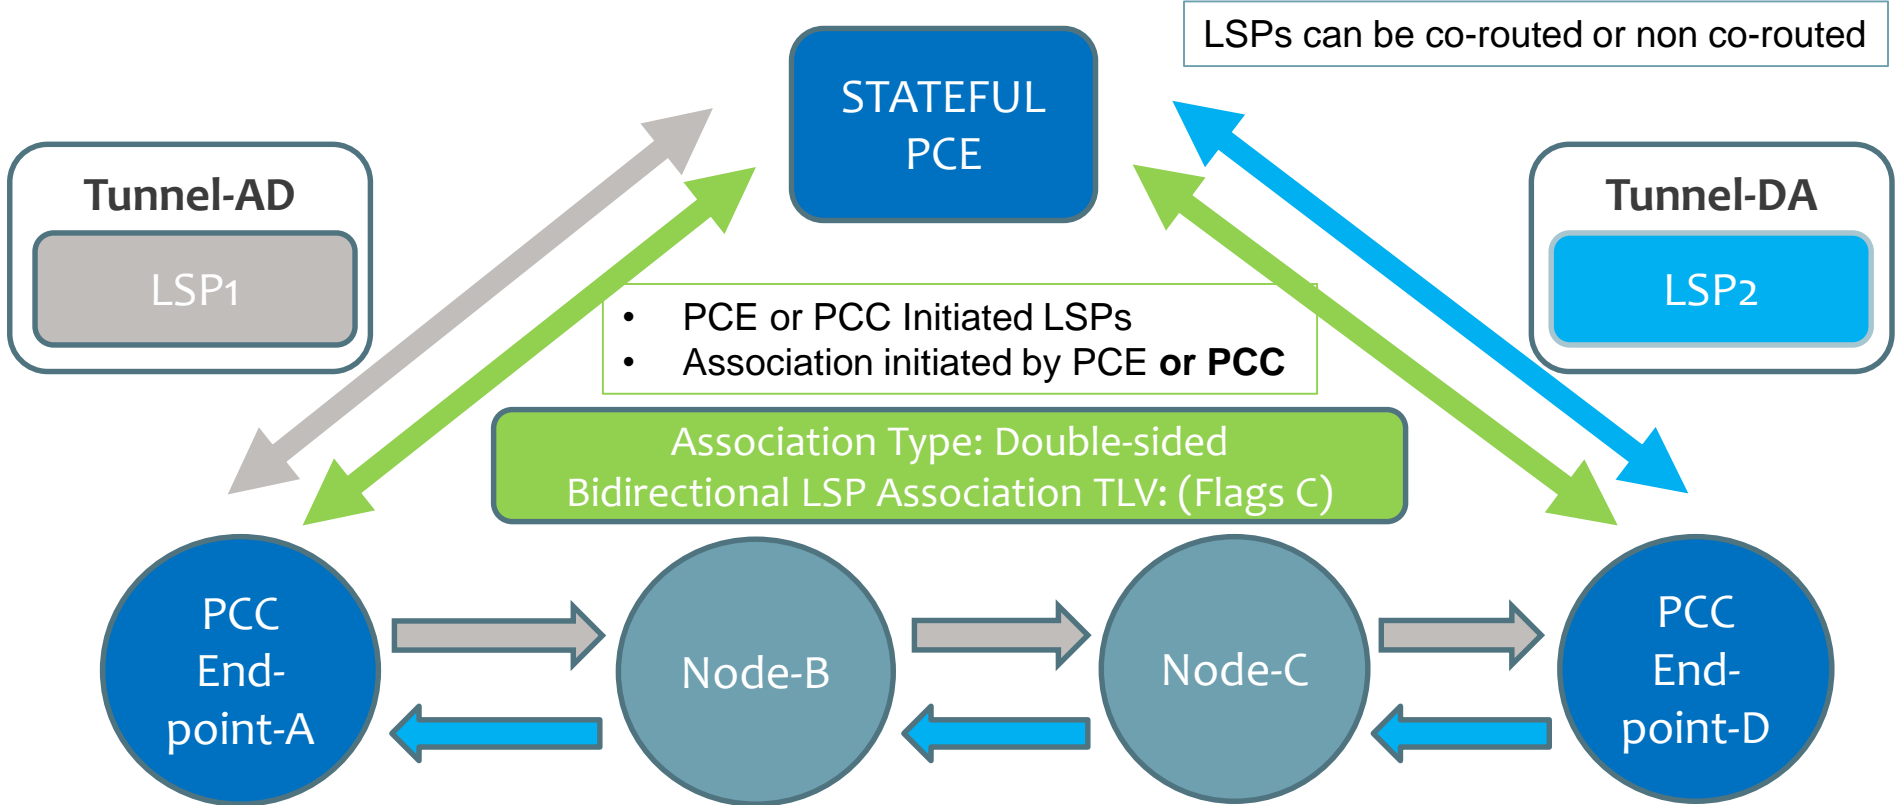 LSPs can be co-routed or non co-routed
STATEFUL
PCE
Tunnel-AD
LSP1
Tunnel-DA
LSP2
• PCE or PCC Initiated LSPs
• Association initiated by PCE or PCC
Association Type: Double-sided
Bidirectional LSP Association TLV: (Flags C)
PCC
End-
point-A
Node-B
Node-C
PCC
End-
point-D